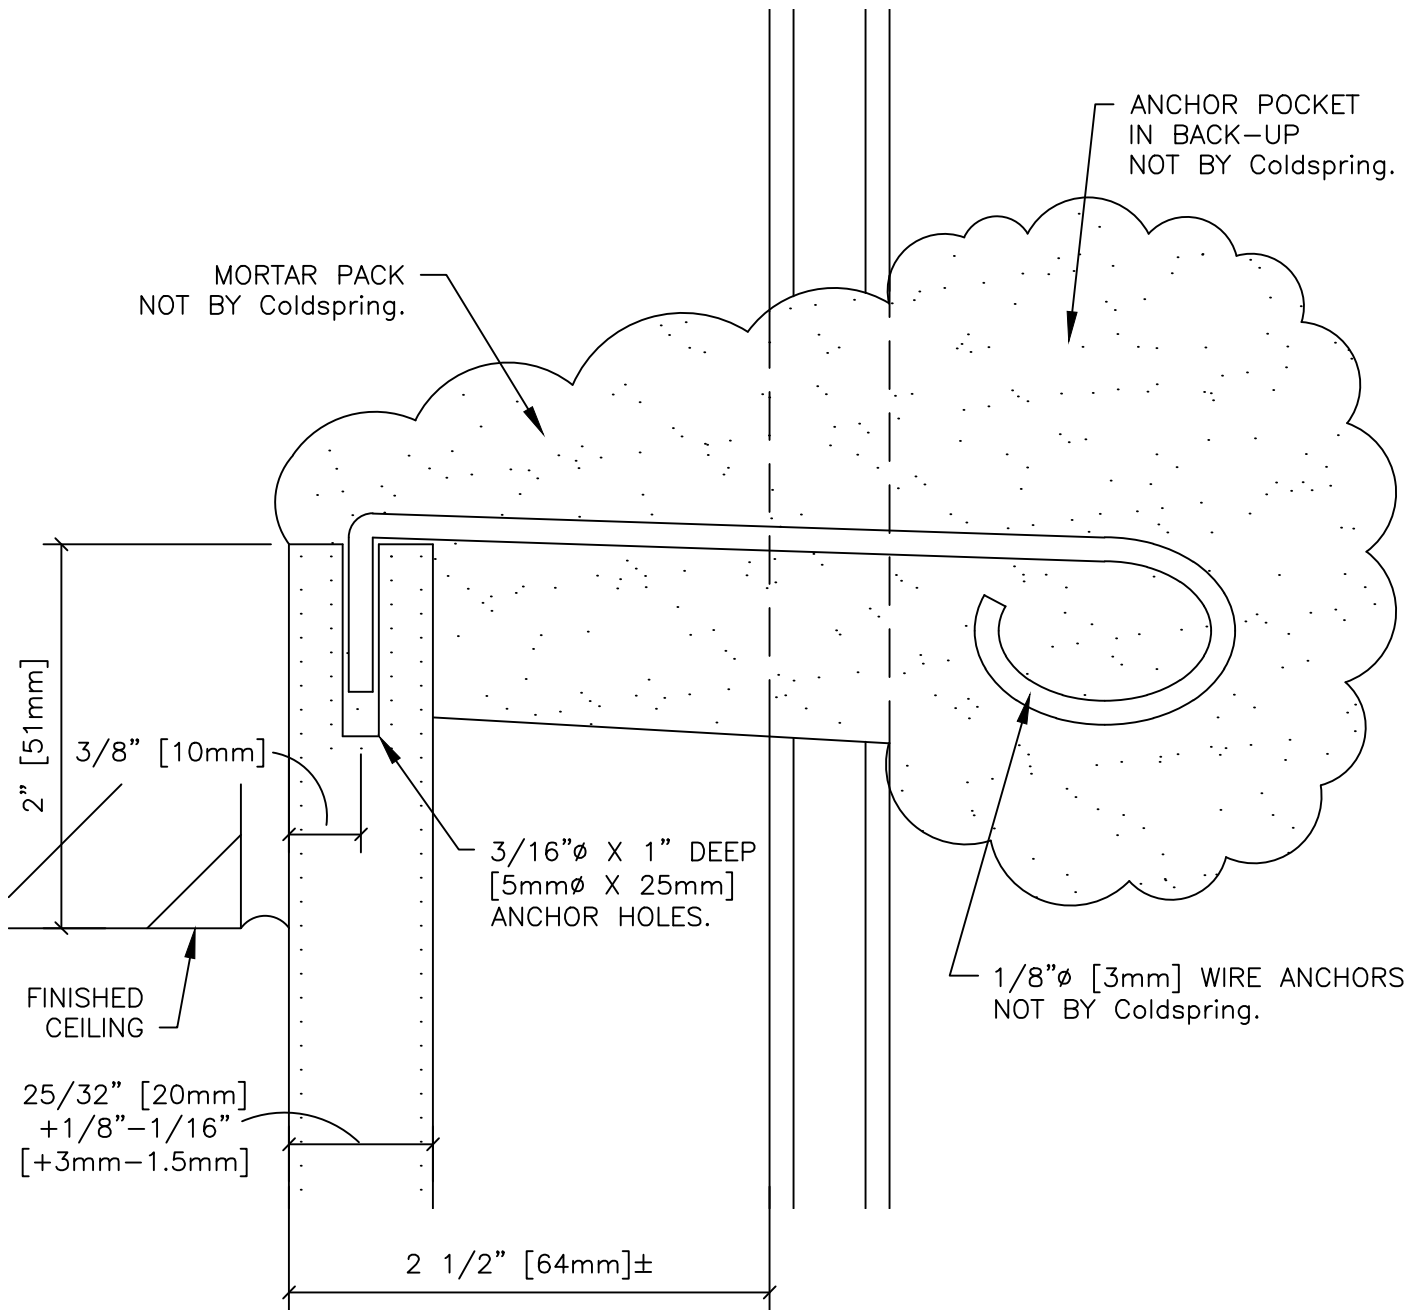 ANCHOR POCKET
IN BACK-UP
NOT BY Coldspring.
MORTAR PACK
NOT BY Coldspring.
2" [51mm]
3/8" [10mm]
3/16"ø X 1" DEEP
[5mmø X 25mm]
ANCHOR HOLES.
1/8"ø [3mm] WIRE ANCHORS
NOT BY Coldspring.
FINISHED
CEILING
25/32" [20mm]
+1/8"-1/16"
[+3mm-1.5mm]
2 1/2" [64mm]±